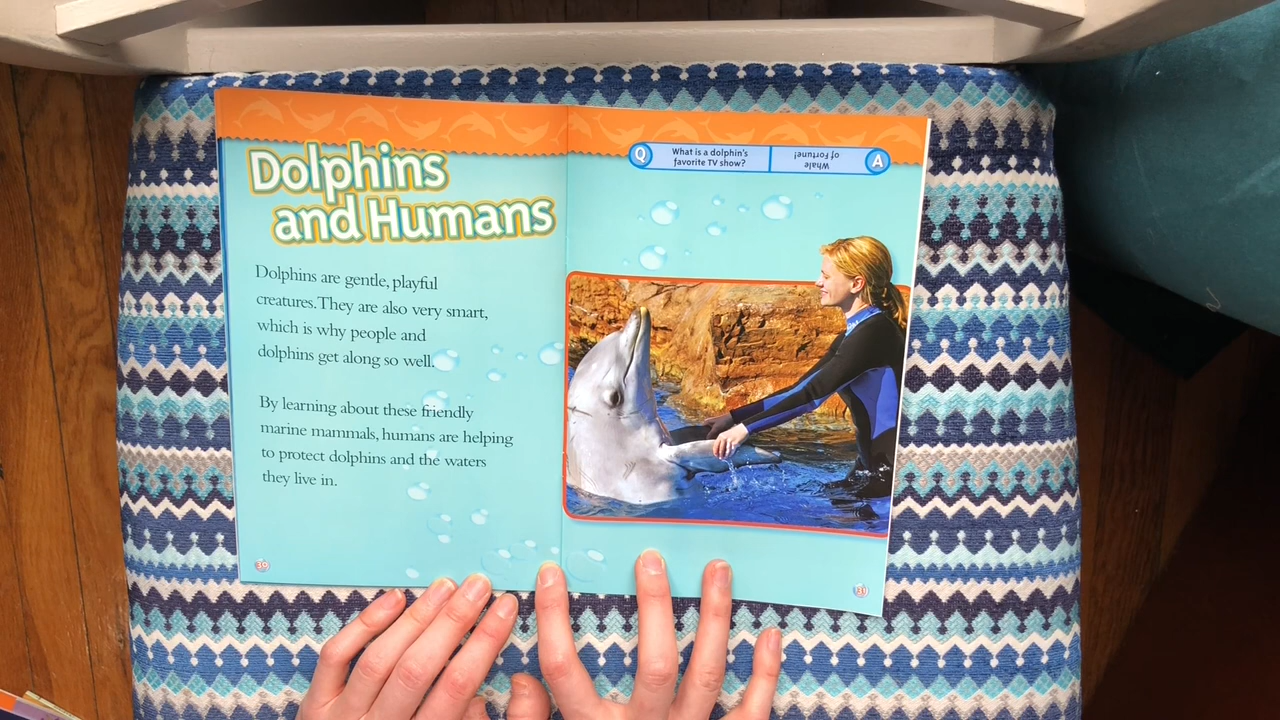 Dolphins
and Humans
Dolphins are gentle, playful
creatures. They are also very smart,
which is why people and
dolphins get along so well.
By learning about these friendly
marine mammals, humans are helping
to protect dolphins and the waters
they live in.
30
Q
What is a dolphin's
favorite TV show?
Whale
of Fortune!
A
31